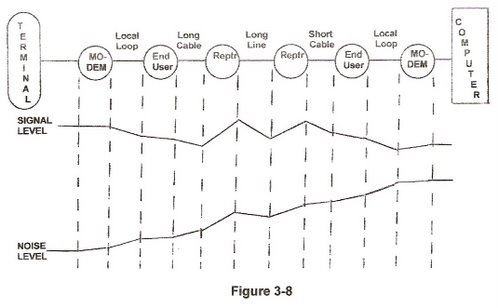 TERMINAL
Local
Loop
Long
Cable
Long
Line
Short
Cable
Local
Loop
COMPUTER
MO-
DEM
End
User
Reptr
Reptr
End
User
MO-
DEM
SIGNAL
LEVEL
NOISE
LEVEL
Figure 3-8